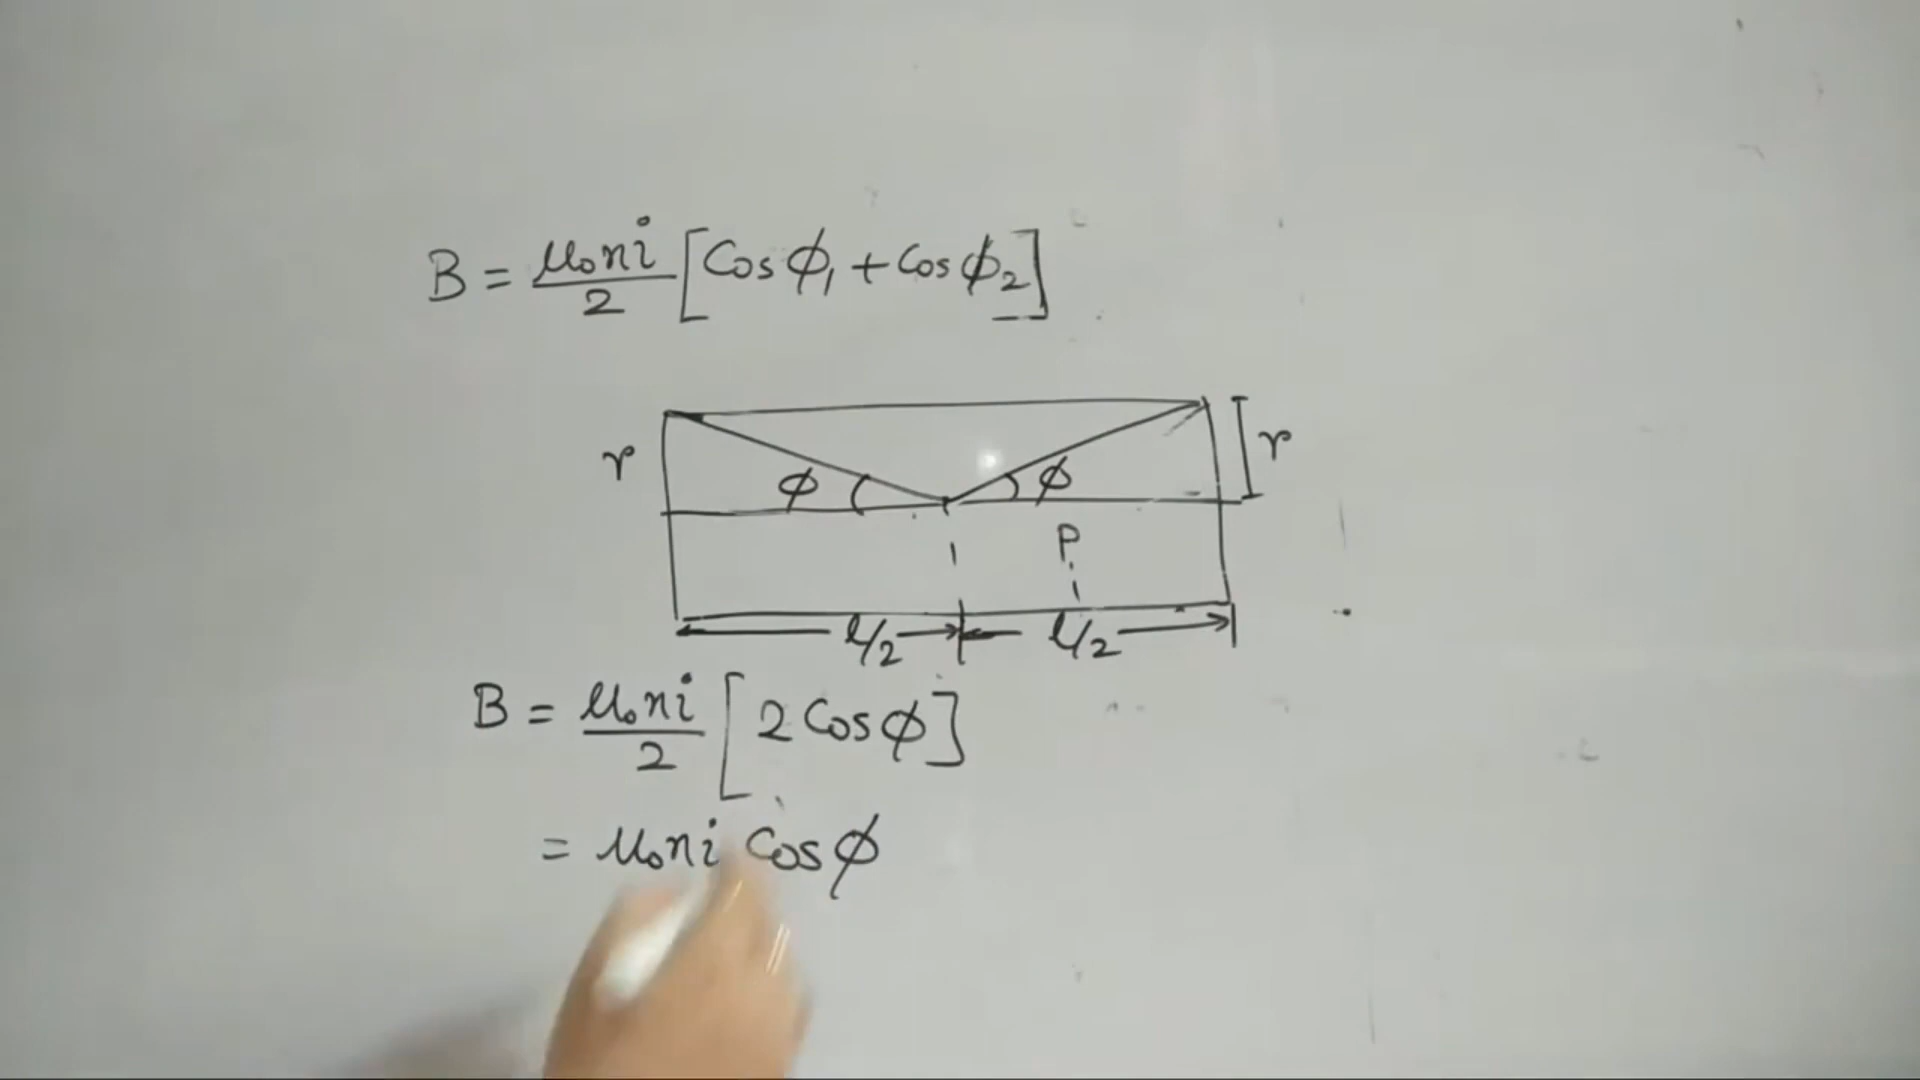 B = μ₀ni/2 [Cos ϕ₁ + Cos ϕ₂]
r
ϕ
ϕ
r
P
l/2
l/2
B = μ₀ni/2 [2 Cos ϕ]
= μ₀ni Cos ϕ